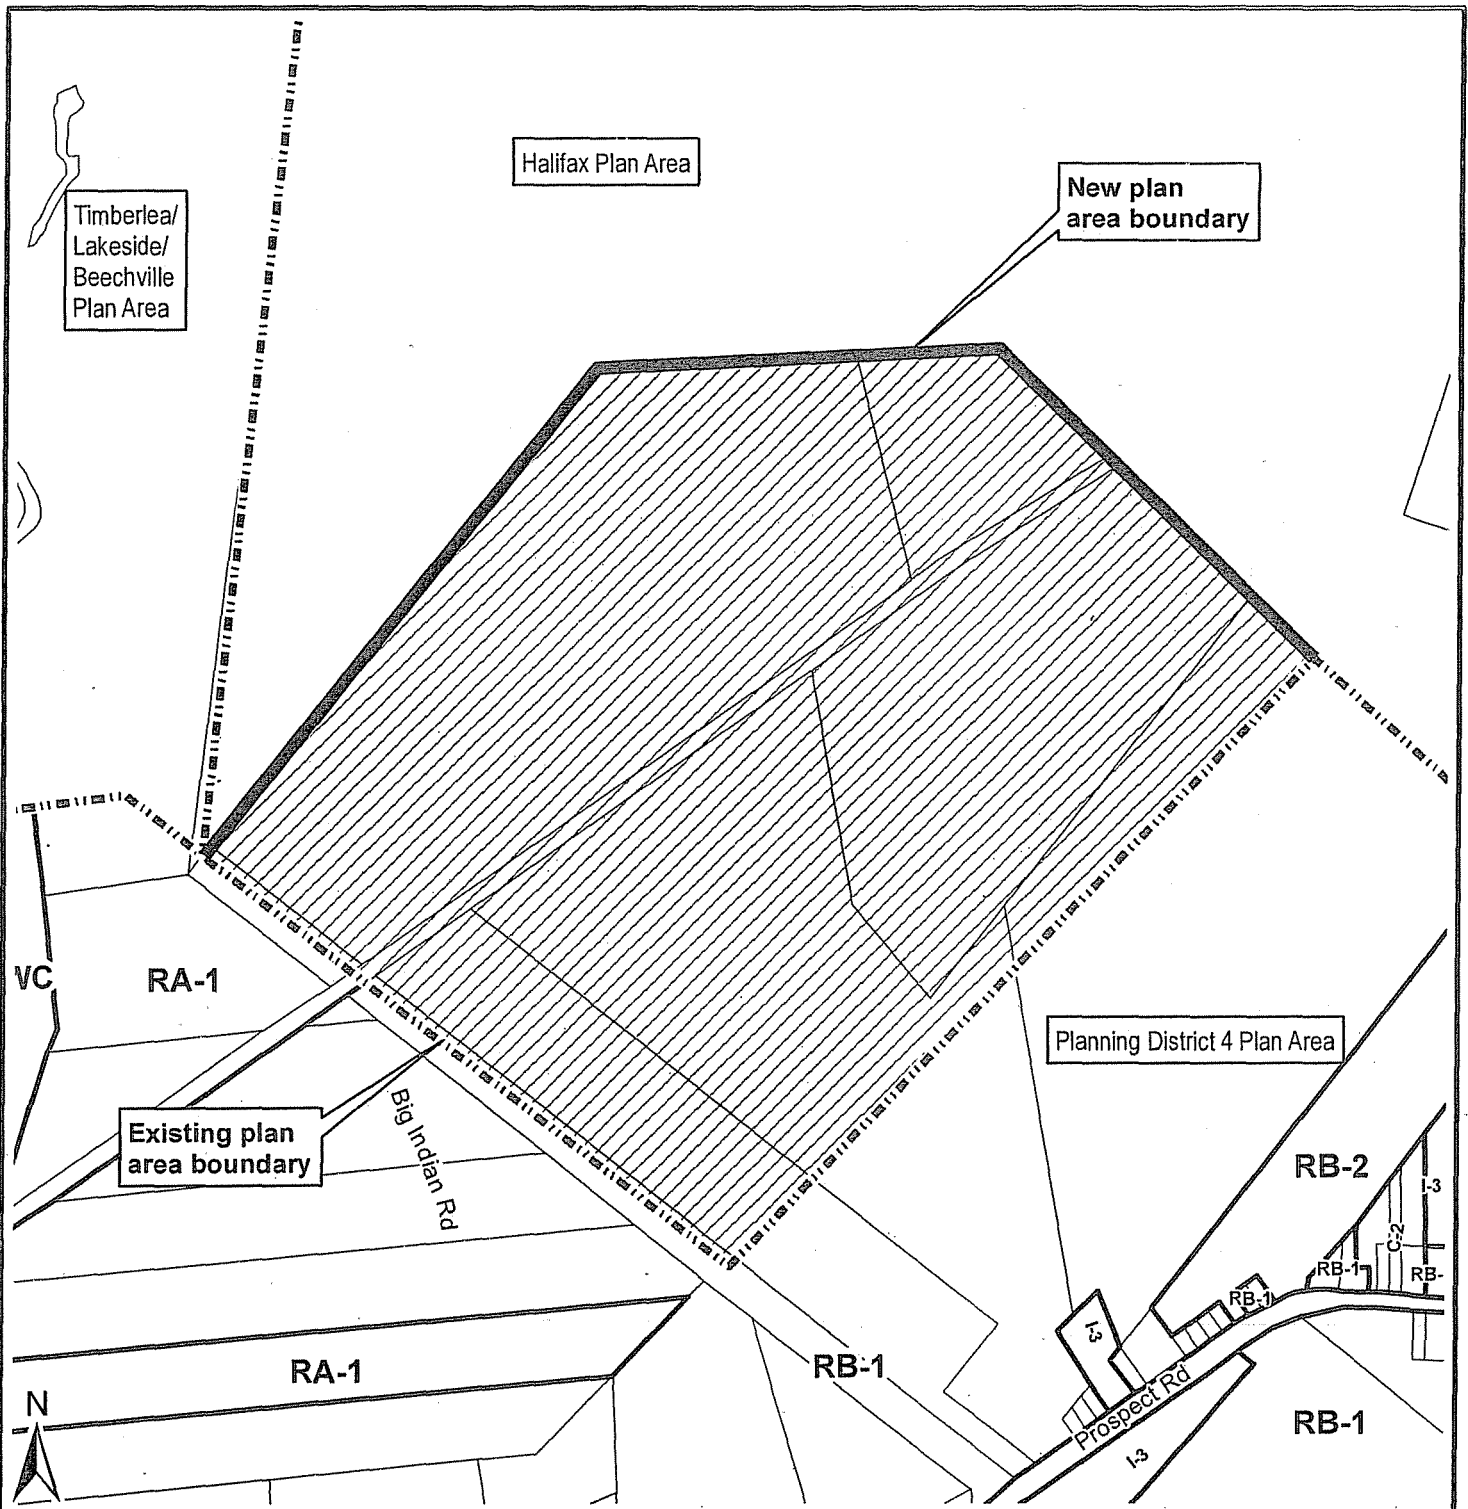 Halifax Plan Area
New plan
area boundary
Timberlea/
Lakeside/
Beechville
Plan Area
VC
RA-1
Planning District 4 Plan Area
Existing plan
area boundary
Big Indian Rd
RB-2
I-3
C-2
RB-1
RB-
RB-1
I-3
RA-1
RB-1
Prospect Rd
RB-1
I-3
N